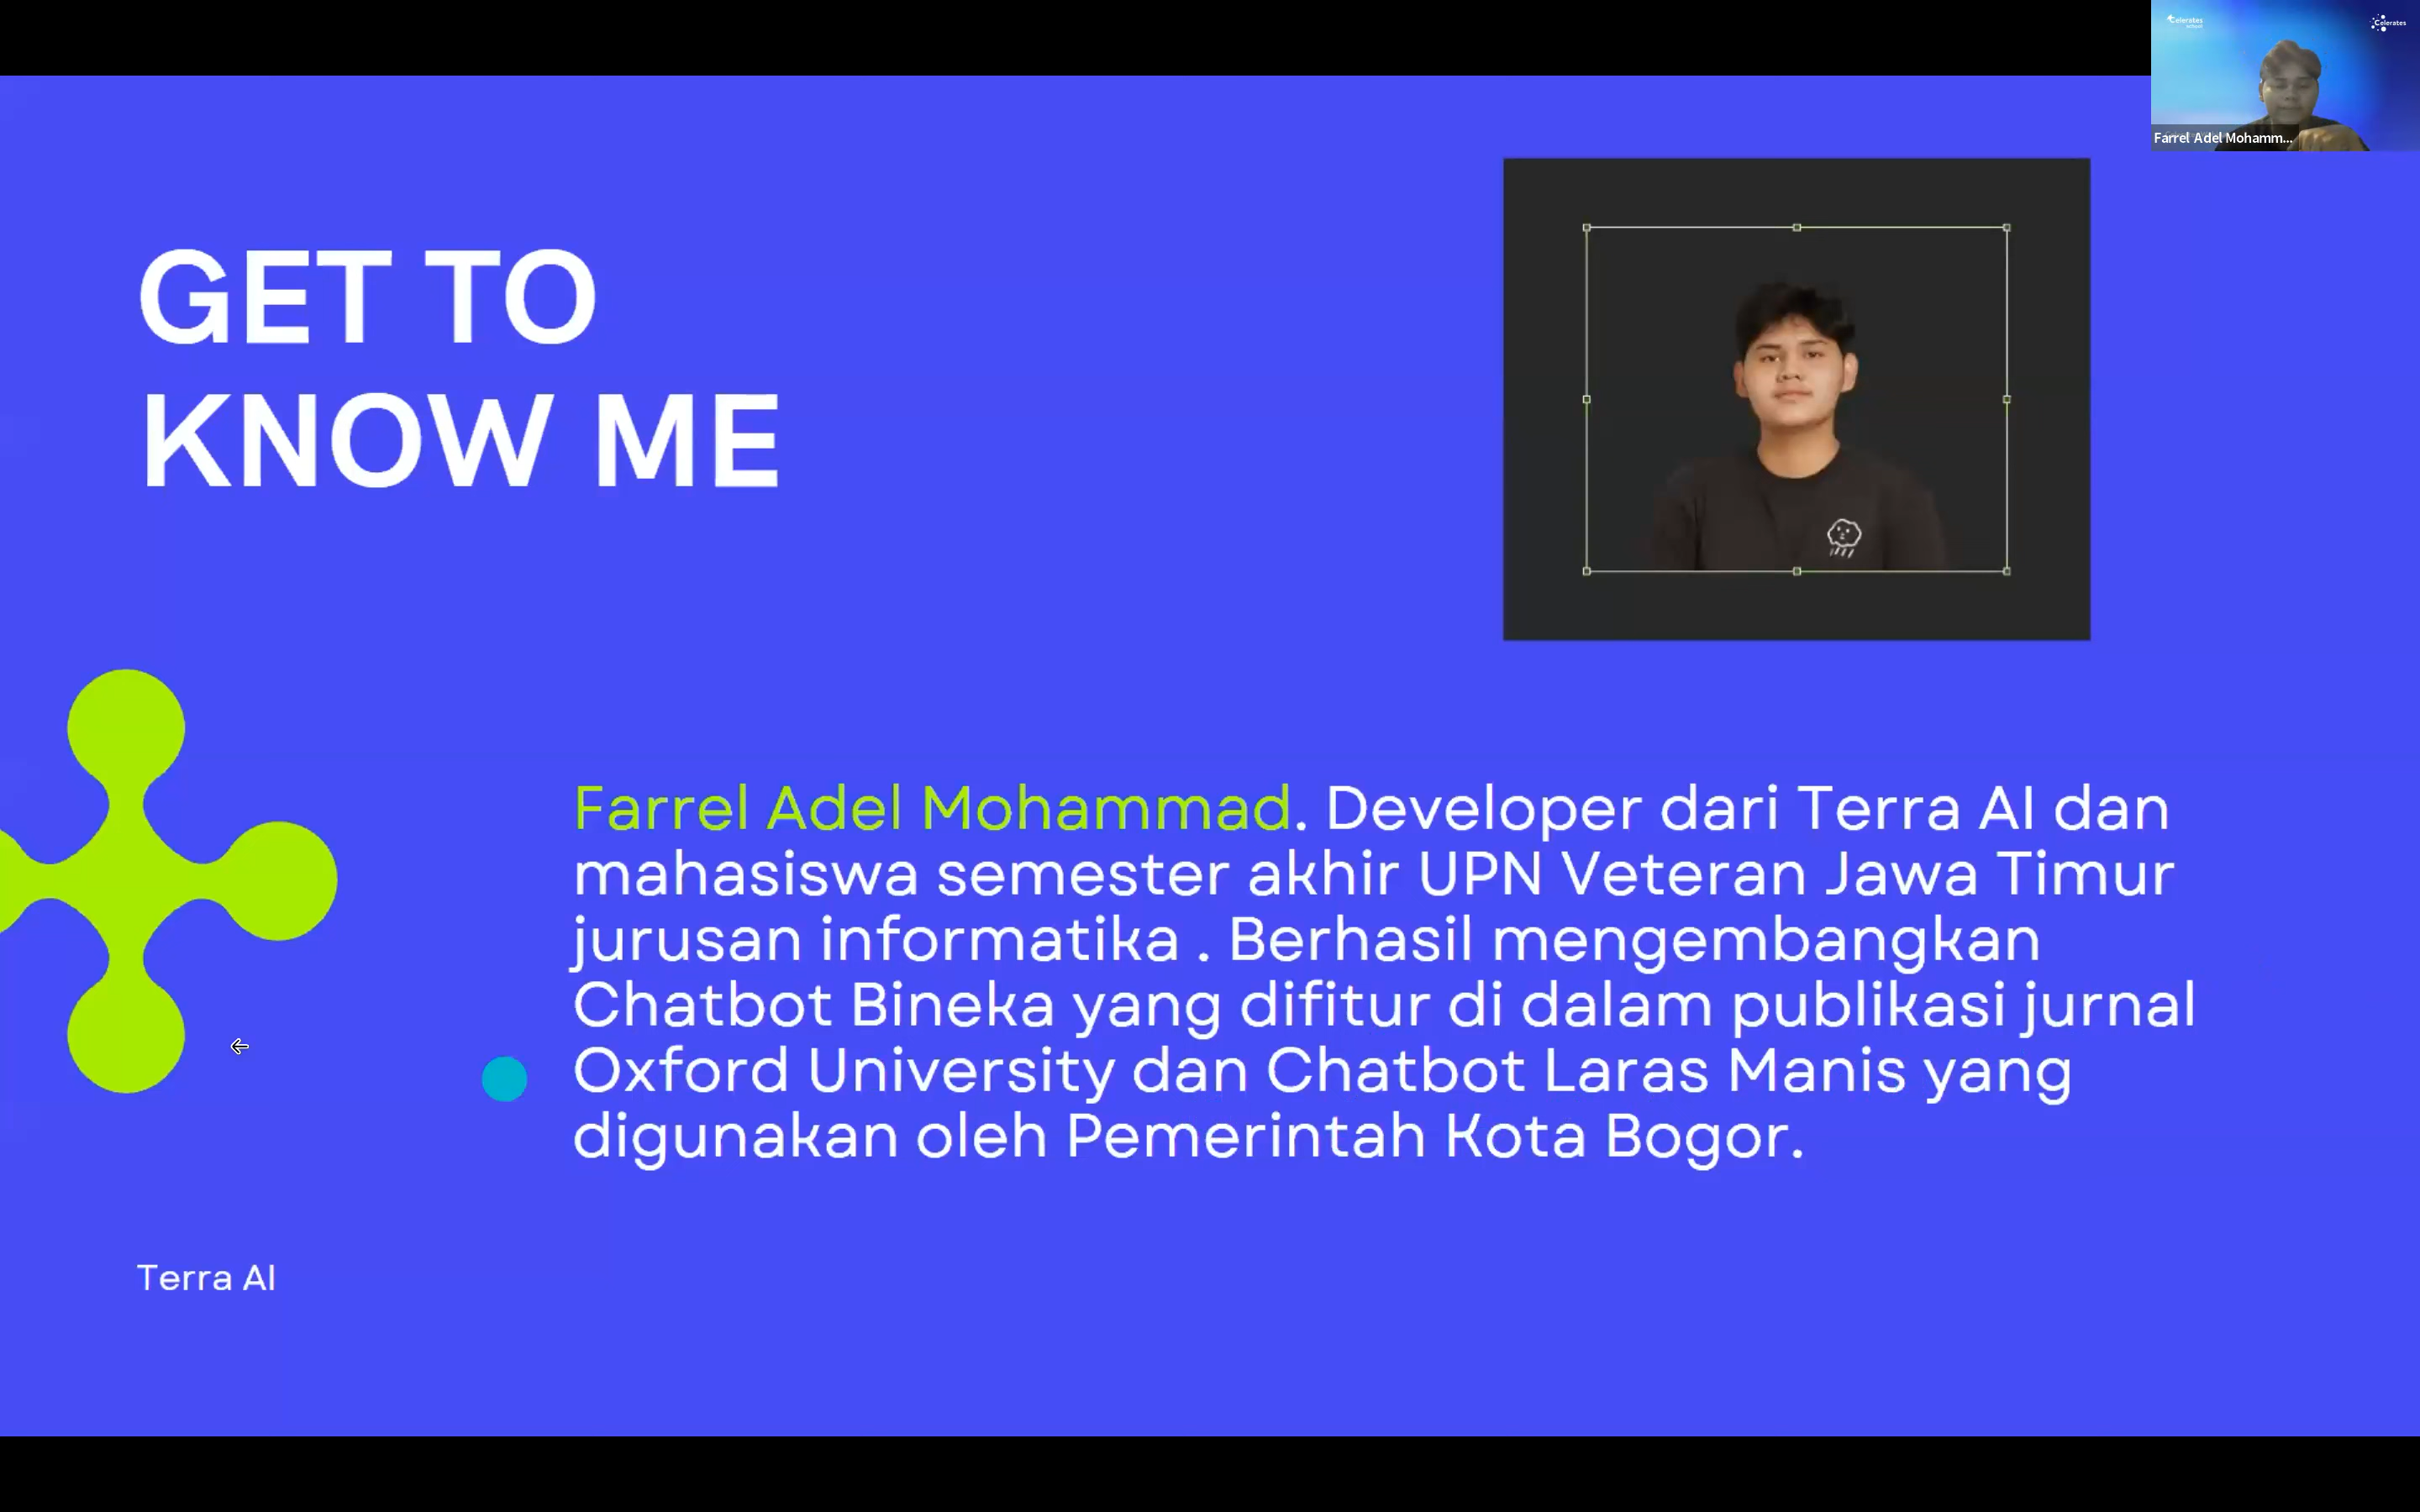 Celerates
Celerates
Farrel Adel Mohamm...
GET TO
KNOW ME
Farrel Adel Mohammad. Developer dari Terra AI dan
mahasiswa semester akhir UPN Veteran Jawa Timur
jurusan informatika . Berhasil mengembangkan
Chatbot Bineka yang difitur di dalam publikasi jurnal
Oxford University dan Chatbot Laras Manis yang
digunakan oleh Pemerintah Kota Bogor.
Terra AI